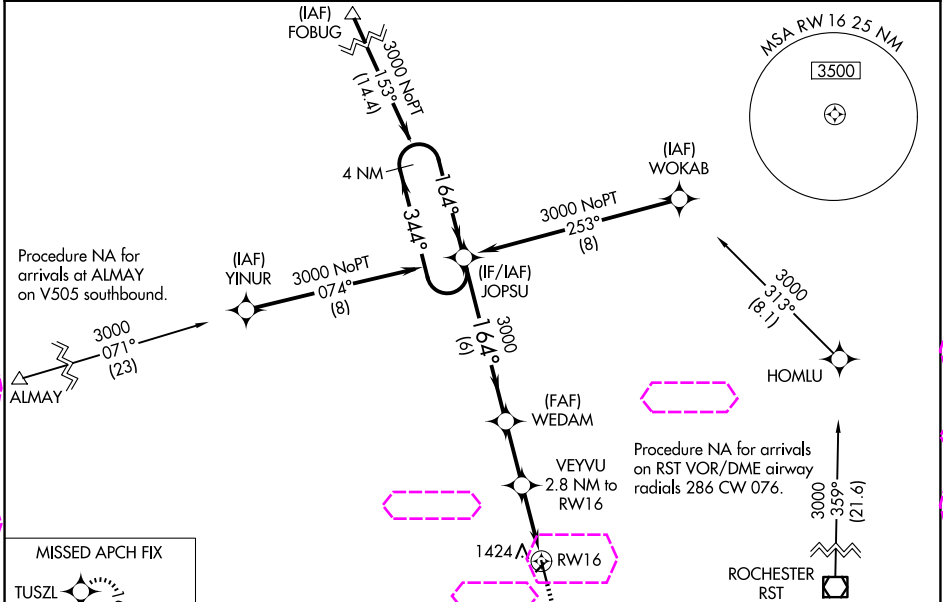 (IAF)
FOBUG
3000 NoPT
153°
(14.4)
MSA RW 16 25 NM
3500
4 NM
164°
344°
(IAF)
WOKAB
3000 NoPT
253°
(8)
Procedure NA for
arrivals at ALMAY
on V505 southbound.
(IAF)
YINUR
3000 NoPT
074°
(8)
(IF/IAF)
JOPSU
3000
313°
(8.1)
3000
071°
(23)
ALMAY
3000
164°
(6)
HOMLU
(FAF)
WEDAM
Procedure NA for arrivals
on RST VOR/DME airway
radials 286 CW 076.
VEYVU
2.8 NM to
RW16
3000
359°
(21.6)
1424
RW16
MISSED APCH FIX
TUSZL
ROCHESTER
RST